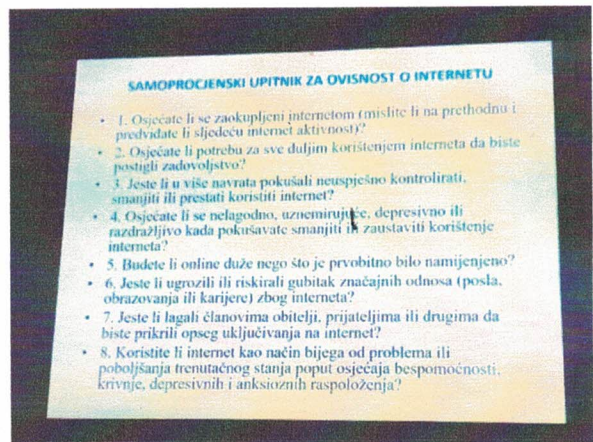 SAMOPROCJENSKI UPITNIK ZA OVISNOST O INTERNETU
• 1. Osjećate li se zaokupljeni internetom (mislite li na prethodnu i
predviđate li sljedeću internet aktivnost)?
• 2. Osjećate li potrebu za sve duljim korištenjem interneta da biste
postigli zadovoljstvo?
• 3. Jeste li u više navrata pokušali neuspješno kontrolirati,
smanjiti ili prestati koristiti internet?
• 4. Osjećate li se nelagodno, uznemirujuće, depresivno ili
razdražljivo kada pokušavate smanjiti ili zaustaviti korištenje
interneta?
• 5. Budete li online duže nego što je prvobitno bilo namijenjeno?
• 6. Jeste li ugrozili ili riskirali gubitak značajnih odnosa (posla,
obrazovanja ili karijere) zbog interneta?
• 7. Jeste li lagali članovima obitelji, prijateljima ili drugima da
biste prikrili opseg uključivanja na internet?
• 8. Koristite li internet kao način bijega od problema ili
poboljšanja trenutačnog stanja poput osjećaja bespomoćnosti,
krivnje, depresivnih i anksioznih raspoloženja?